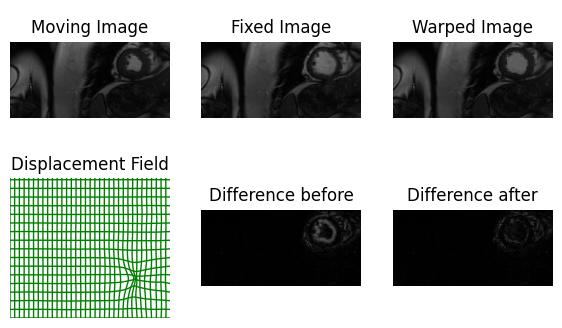 Moving Image
Fixed Image
Warped Image
Displacement Field
Difference before
Difference after